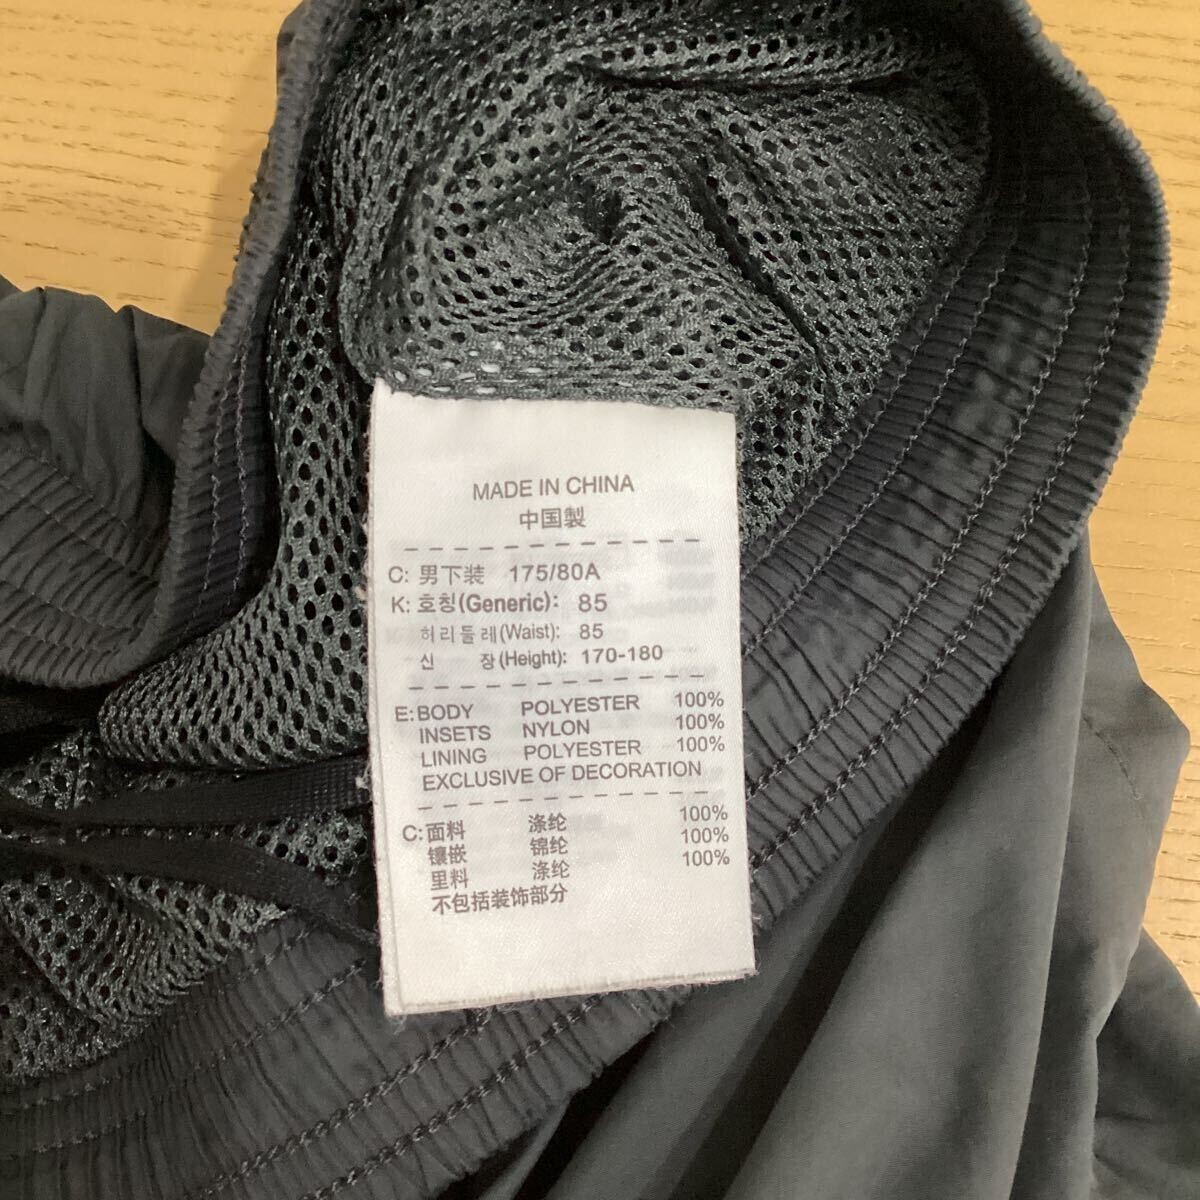 MADE IN CHINA
中国製
C: 男下装 175/80A
K: 호칭(Generic): 85
허리둘레(Waist): 85
신 장(Height): 170-180
E: BODY POLYESTER 100%
INSETS NYLON 100%
LINING POLYESTER 100%
EXCLUSIVE OF DECORATION
C: 面料 涤纶 100%
镶嵌 锦纶 100%
里料 涤纶 100%
不包括装饰部分